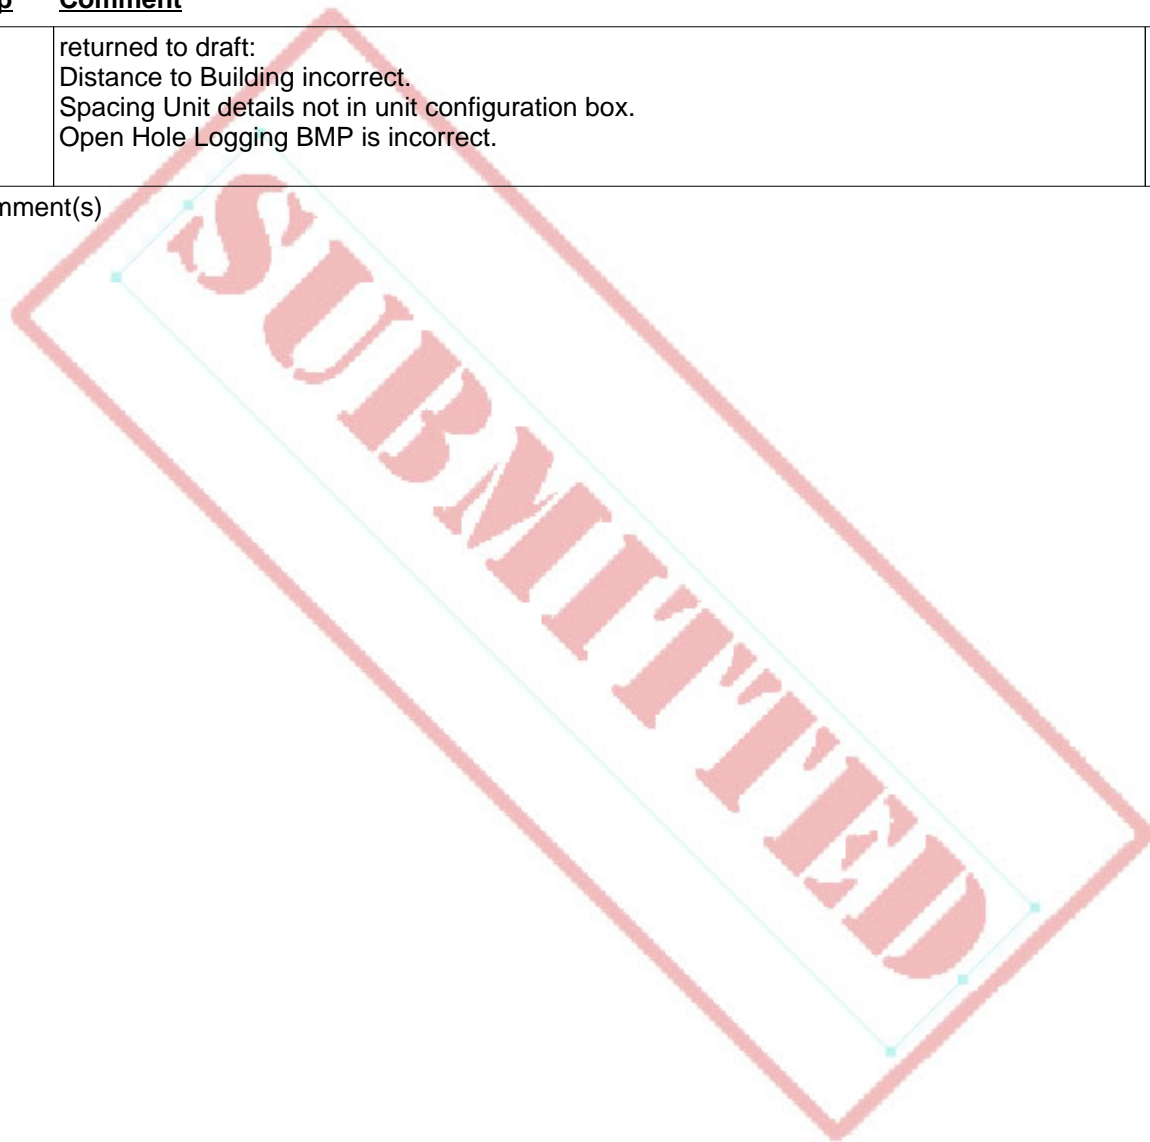 Comment
returned to draft:
Distance to Building incorrect.
Spacing Unit details not in unit configuration box.
Open Hole Logging BMP is incorrect.
mment(s)
SUBMITTED